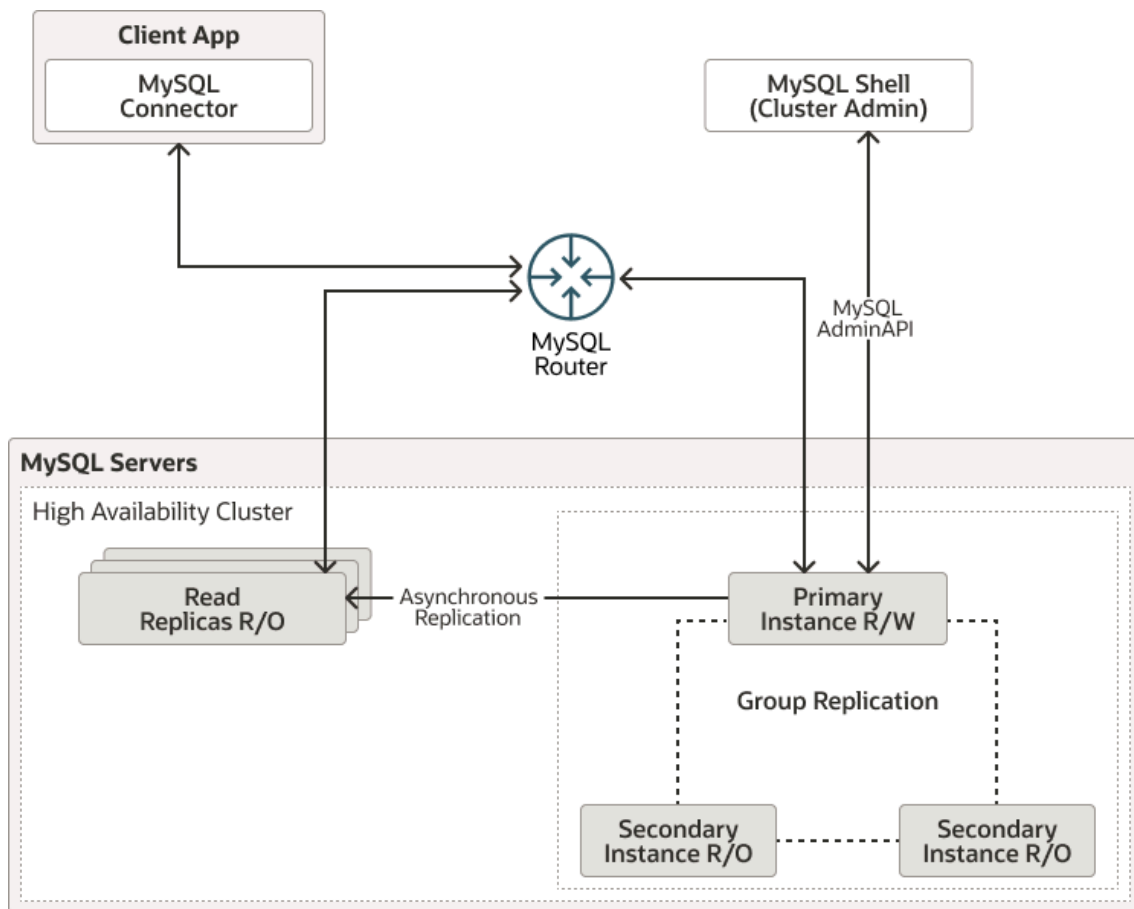 Client App
MySQL
Connector
MySQL Shell
(Cluster Admin)
MySQL
Router
MySQL
AdminAPI
MySQL Servers
High Availability Cluster
Read
Replicas R/O
Asynchronous
Replication
Primary
Instance R/W
Group Replication
Secondary
Instance R/O
Secondary
Instance R/O